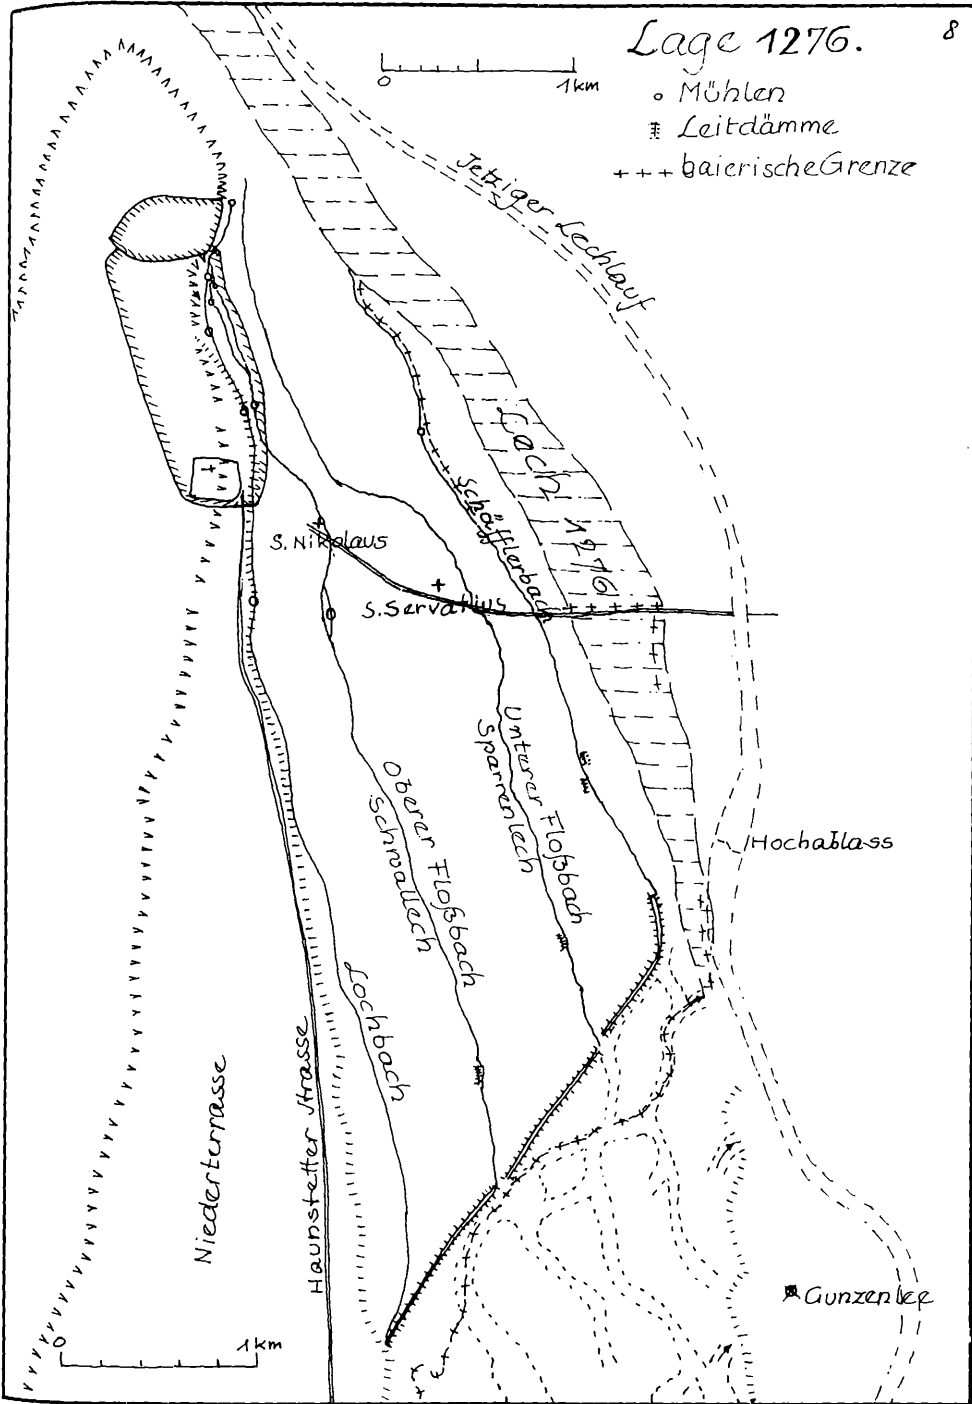 Lage 1276.
8
0 1km
Mühlen
Leitdämme
baierische Grenze
Jetziger Lechlauf
Lech 1276
Schäfflerbach
S. Nikolaus
S. Servatius
Unterer Floßbach
Sparrenlech
Oberer Floßbach
Schwallech
Hochablass
Lochbach
Haunstetter Strasse
Niederterrasse
Gunzenlee
0 1km